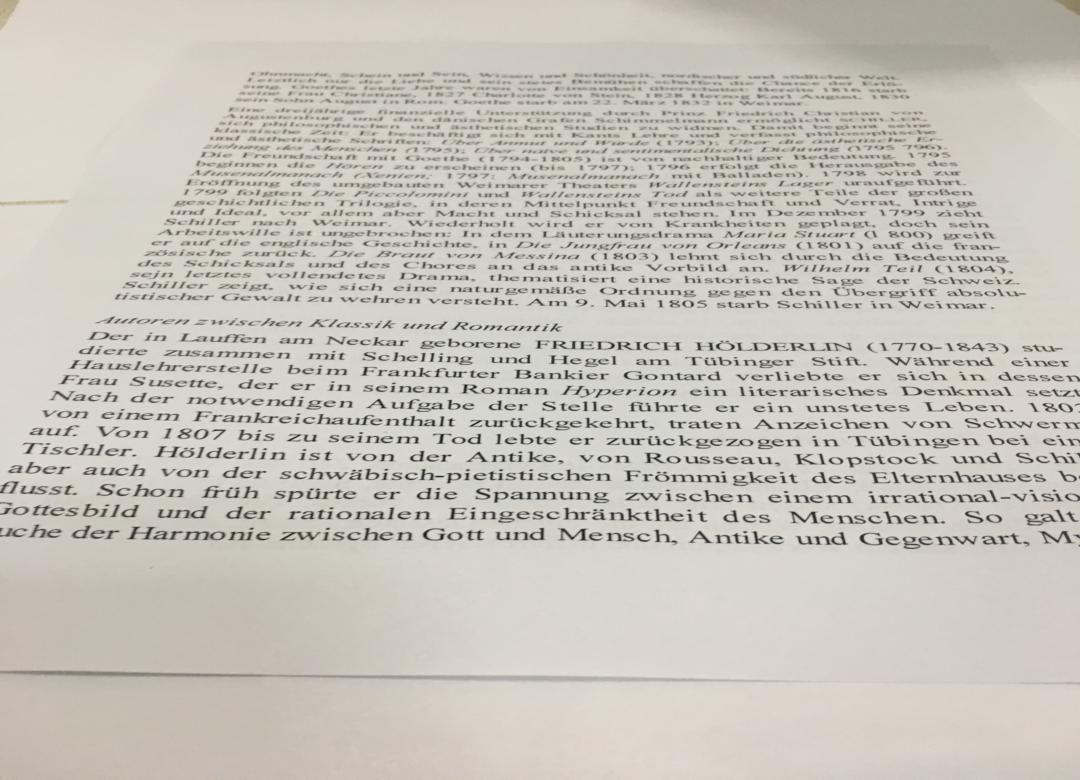 Ohnmacht, Schein und Sein, Wissen und Schönheit, nordischer und südlicher Welt.
Letztlich nur die Liebe und sein stetes Bemühen schaffen die Chance der Erlö-
sung. Goethes letzte Jahre waren von Einsamkeit überschattet: Bereits 1816 starb
seine Frau Christiane, 1827 Charlotte von Stein, 1828 Herzog Karl August, 1830
sein Sohn August in Rom. Goethe starb am 22. März 1832 in Weimar.
Eine dreijährige finanzielle Unterstützung durch Prinz Friedrich Christian von
Augustenburg und den dänischen Grafen Schimmelmann ermöglicht SCHILLER,
sich philosophischen und ästhetischen Studien zu widmen. Damit beginnt seine
klassische Zeit: Er beschäftigt sich mit Kants Lehre und verfasst philosophische
und ästhetische Schriften: Über Anmut und Würde (1793); Über die ästhetische Er-
ziehung des Menschen (1795); Über naive und sentimentalische Dichtung (1795 796).
Die Freundschaft mit Goethe (1794-1805) ist von nachhaltiger Bedeutung. 1795
beginnen die Horen zu erscheinen (bis 1797); 1796 erfolgt die Herausgabe des
Musenalmanach (Xenien; 1797: Musenalmanach mit Balladen). 1798 wird zur
Eröffnung des umgebauten Weimarer Theaters Wallensteins Lager uraufgeführt.
1799 folgten Die Piccolomini und Wallensteins Tod als weitere Teile der großen
geschichtlichen Trilogie, in deren Mittelpunkt Freundschaft und Verrat, Intrige
und Ideal, vor allem aber Macht und Schicksal stehen. Im Dezember 1799 zieht
Schiller nach Weimar. Wiederholt wird er von Krankheiten geplagt, doch sein
Arbeitswille ist ungebrochen: In dem Läuterungsdrama Maria Stuart (l 800) greift
er auf die englische Geschichte, in Die Jungfrau von Orleans (1801) auf die fran-
zösische zurück. Die Braut von Messina (1803) lehnt sich durch die Bedeutung
des Schicksals und des Chores an das antike Vorbild an. Wilhelm Teil (1804),
sejn letztes vollendetes Drama, thematisiert eine historische Sage der Schweiz.
Schiller zeigt, wie sich eine naturgemäße Ordnung gegen den Übergriff absolu-
tistischer Gewalt zu wehren versteht. Am 9. Mai 1805 starb Schiller in Weimar.
Autoren zwischen Klassik und Romantik
Der in Lauffen am Neckar geborene FRIEDRICH HÖLDERLIN (1770-1843) stu-
dierte zusammen mit Schelling und Hegel am Tübinger Stift. Während einer
Hauslehrerstelle beim Frankfurter Bankier Gontard verliebte er sich in dessen
Frau Susette, der er in seinem Roman Hyperion ein literarisches Denkmal setzt
Nach der notwendigen Aufgabe der Stelle führte er ein unstetes Leben. 180
von einem Frankreichaufenthalt zurückgekehrt, traten Anzeichen von Schwerm
auf. Von 1807 bis zu seinem Tod lebte er zurückgezogen in Tübingen bei ein
Tischler. Hölderlin ist von der Antike, von Rousseau, Klopstock und Schil
aber auch von der schwäbisch-pietistischen Frömmigkeit des Elternhauses b
flusst. Schon früh spürte er die Spannung zwischen einem irrational-visio
Gottesbild und der rationalen Eingeschränktheit des Menschen. So galt
uche der Harmonie zwischen Gott und Mensch, Antike und Gegenwart, My